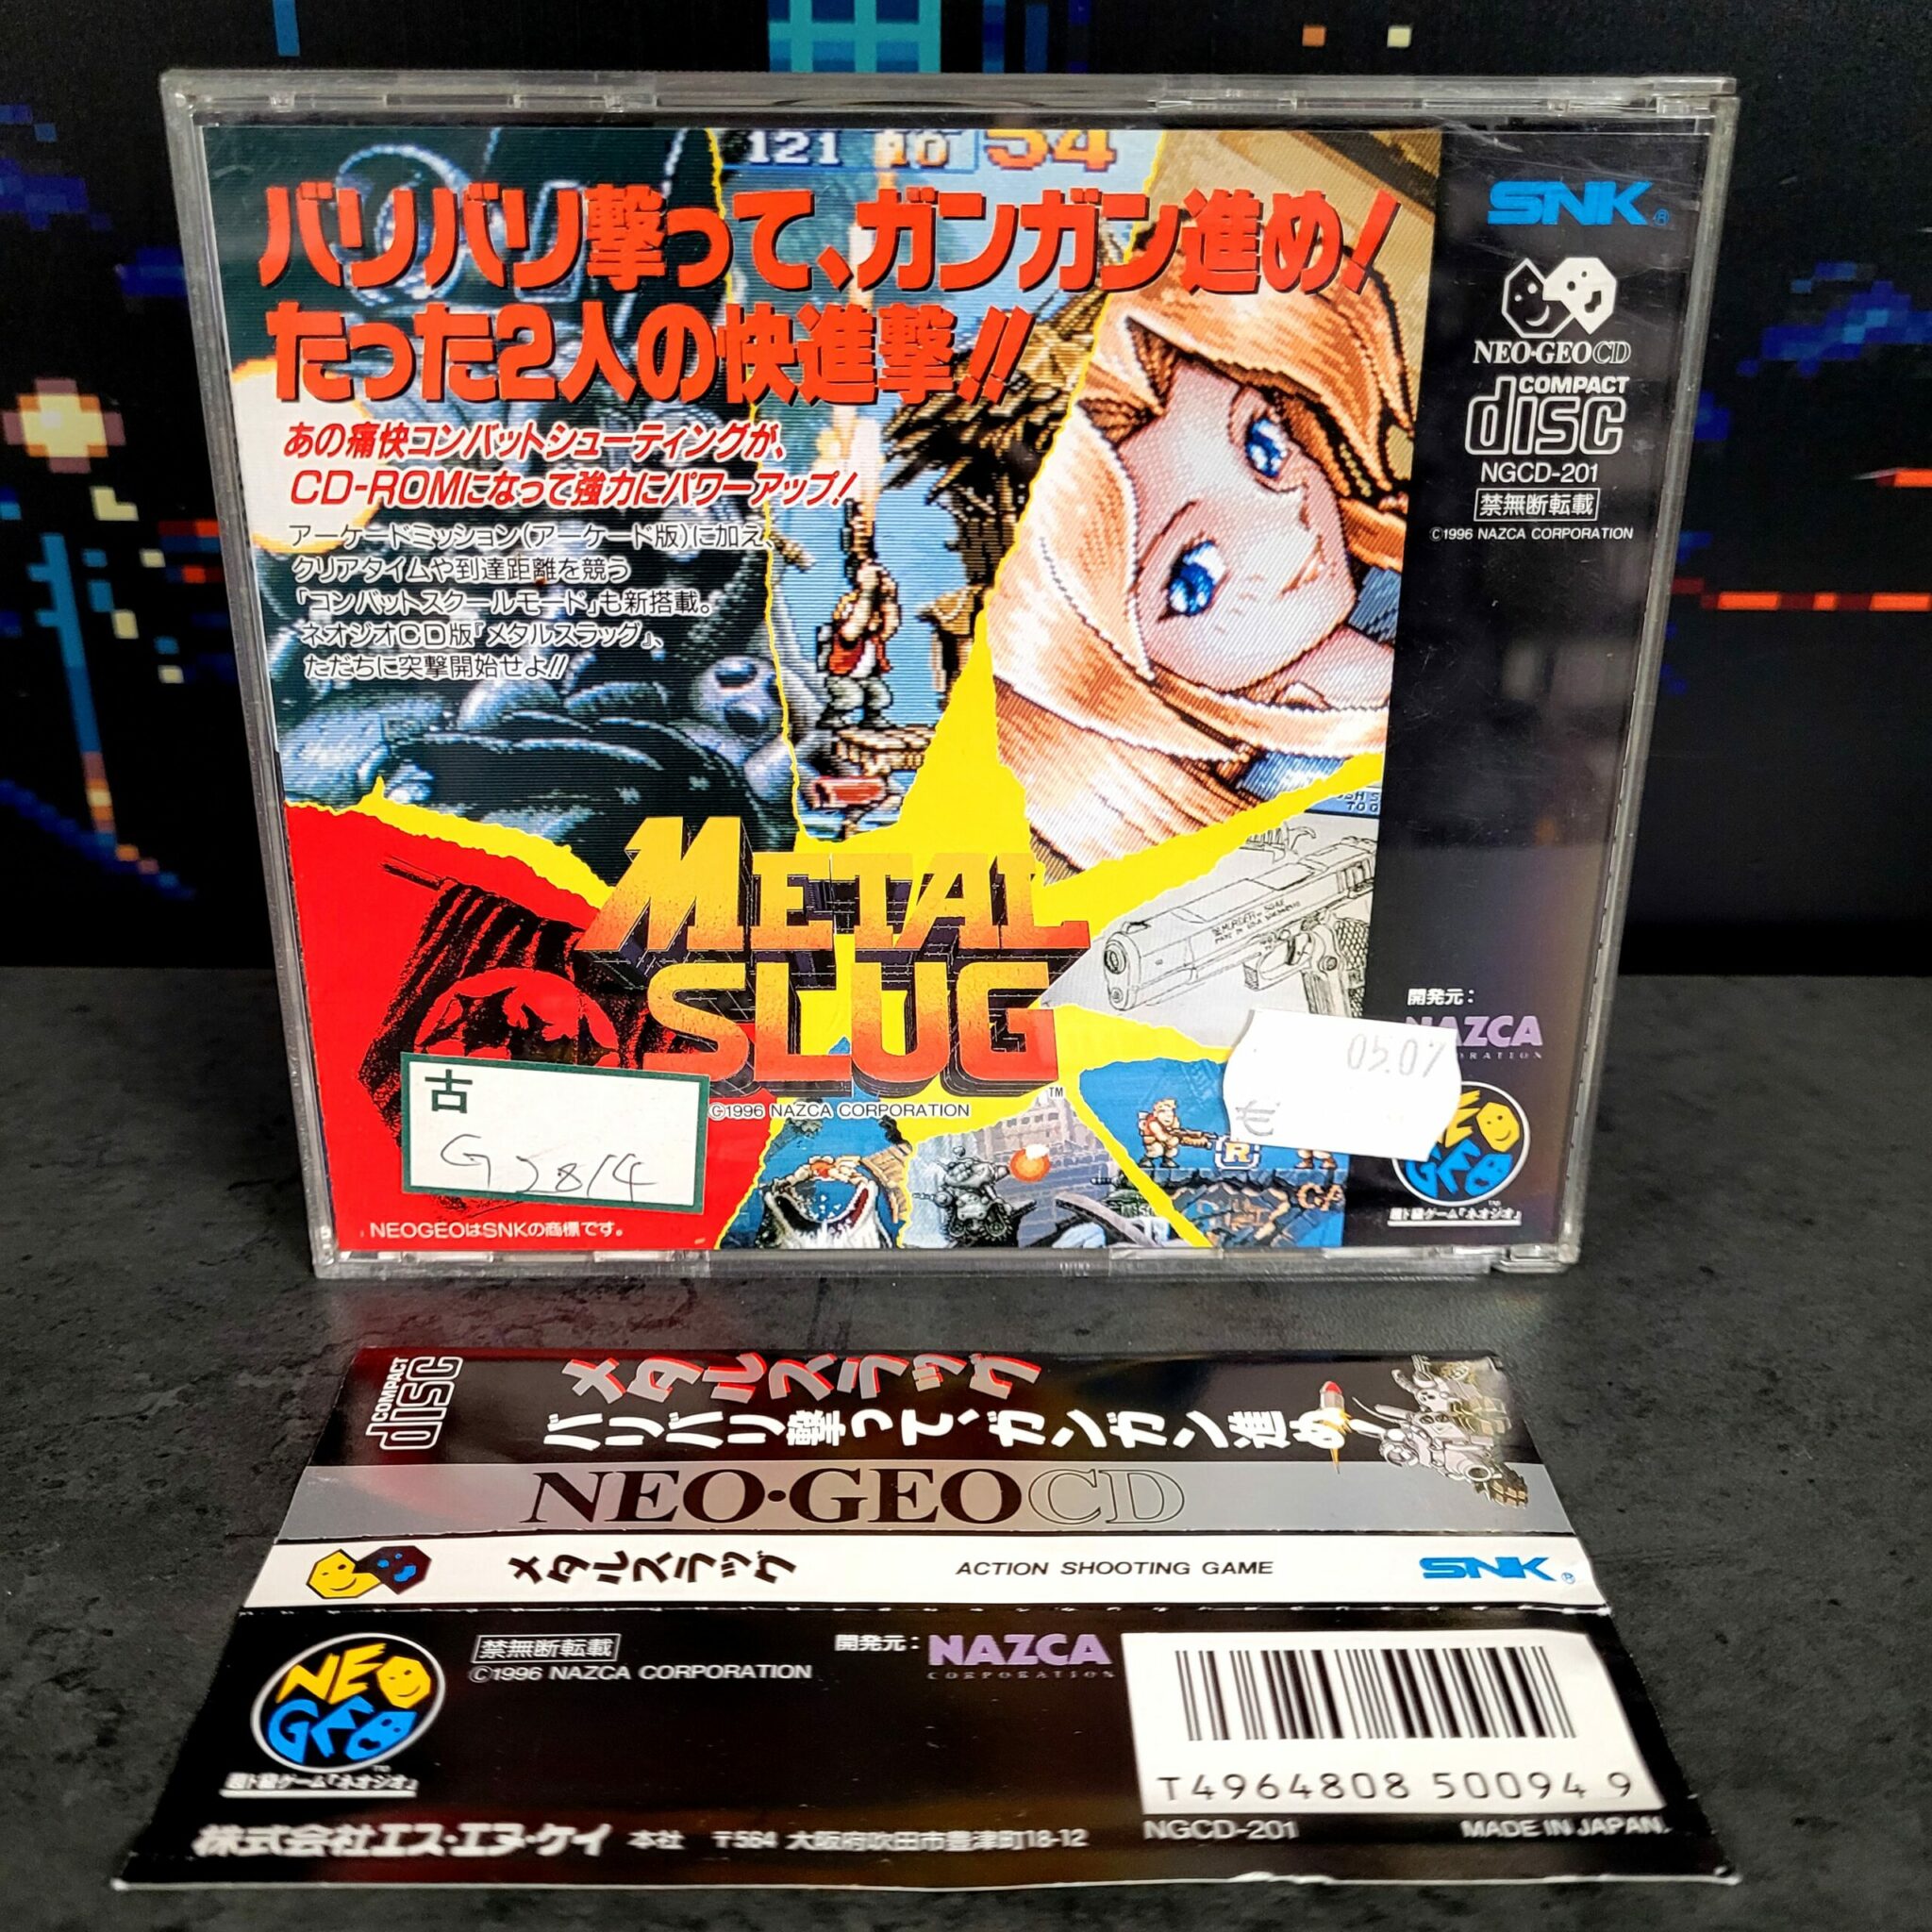 121 10 54
バリバリ撃って、ガンガン進め!
たった2人の快進撃!!
あの痛快コンバットシューティングが、
CD-ROMになって強力にパワーアップ!
アーケードミッション(アーケード版)に加え、
クリアタイムや到達距離を競う
「コンバットスクールモード」も新搭載。
ネオジオCD版『メタルスラッグ』、
ただちに突撃開始せよ!!
METAL
SLUG
TM
©1996 NAZCA CORPORATION
古
NEOGEOはSNKの商標です。
R
SNK®
NEO·GEO CD
COMPACT
disc
NGCD-201
禁無断転載
©1996 NAZCA CORPORATION
開発元:
NAZCA
05.01
€
NEO
GEO
COMPACT
disc
メタルスラッグ
バリバリ撃って、ガンガン進め
NEO·GEO CD
メタルスラッグ
ACTION SHOOTING GAME
SNK®
NEO
GEO
禁無断転載
©1996 NAZCA CORPORATION
開発元:
NAZCA
CORPORATION
T4964808 50094 9
NGCD-201
MADE IN JAPAN.
株式会社エス・エヌ・ケイ 本社 〒564 大阪府吹田市豊津町18-12